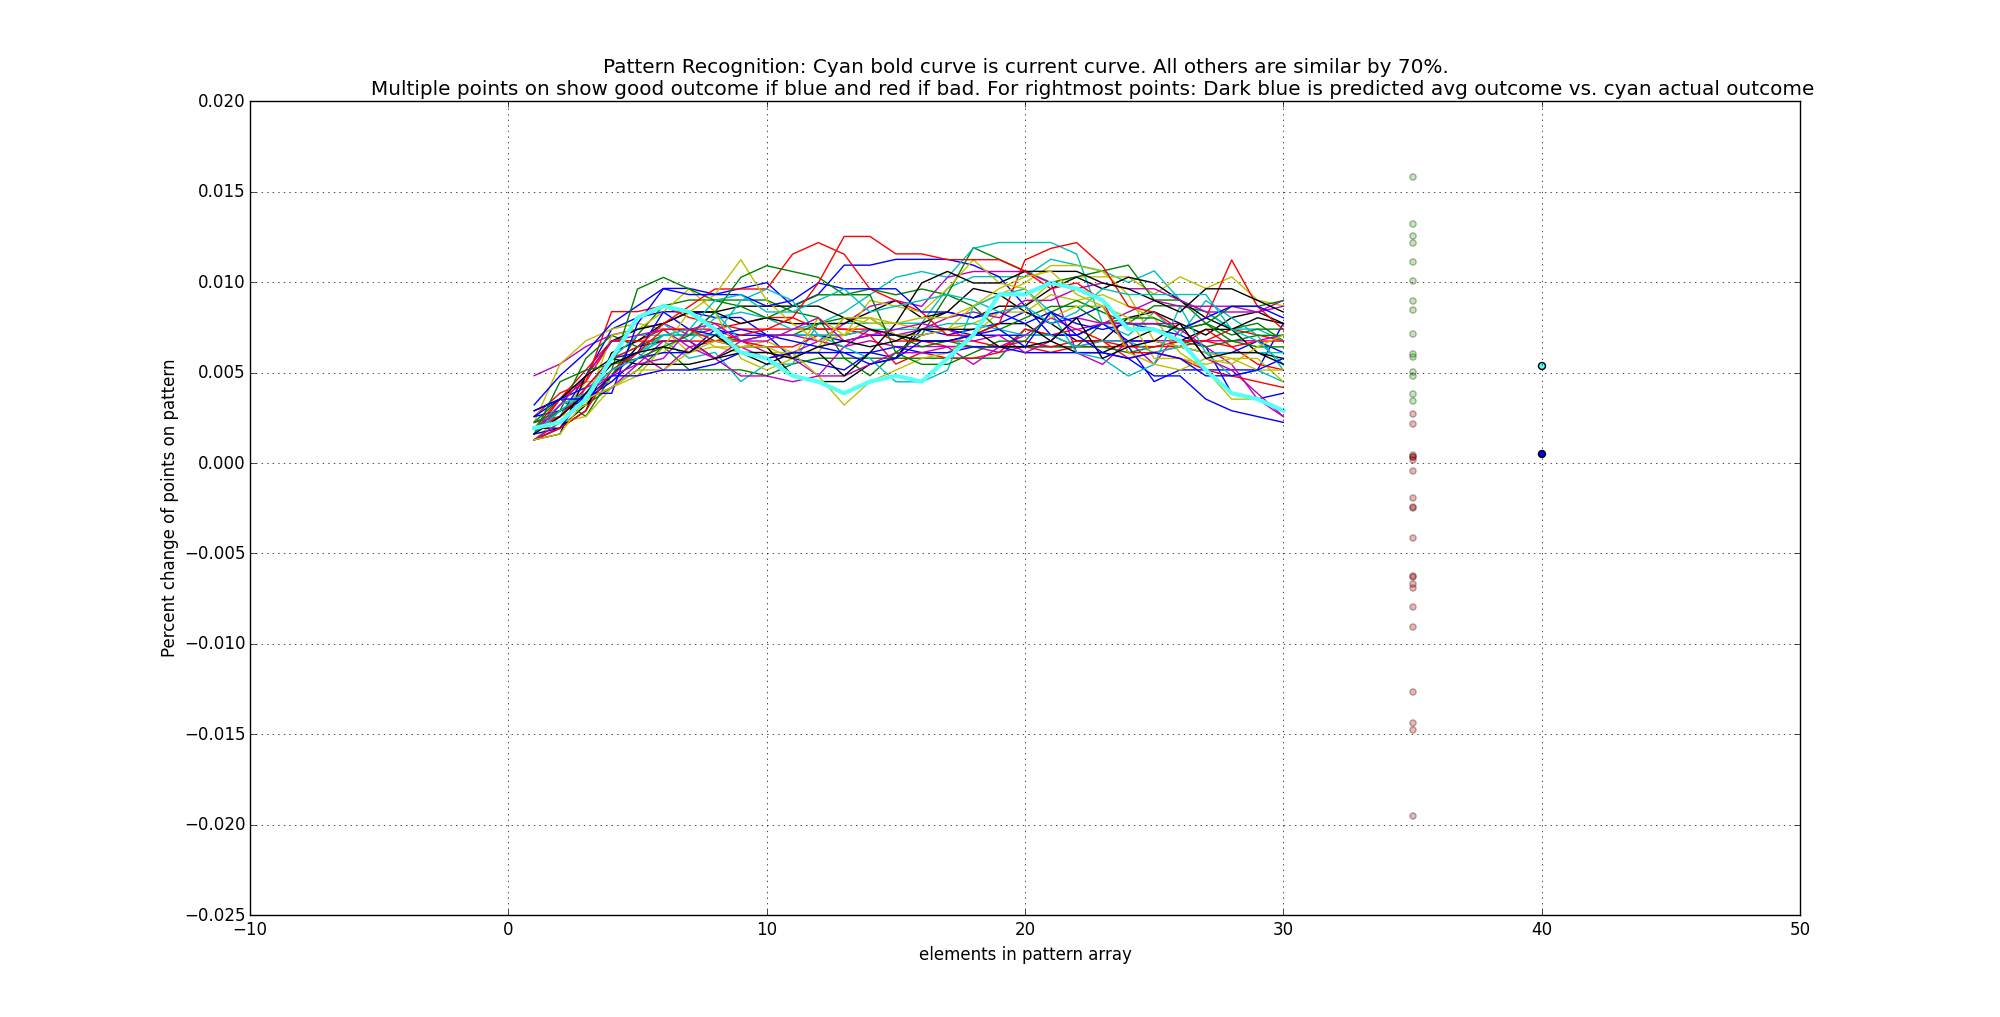 Pattern Recognition: Cyan bold curve is current curve. All others are similar by 70%.
Multiple points on show good outcome if blue and red if bad. For rightmost points: Dark blue is predicted avg outcome vs. cyan actual outcome
0.020
0.015
0.010
0.005
0.000
−0.005
−0.010
−0.015
−0.020
−0.025
Percent change of points on pattern
−10 0 10 20 30 40 50
elements in pattern array